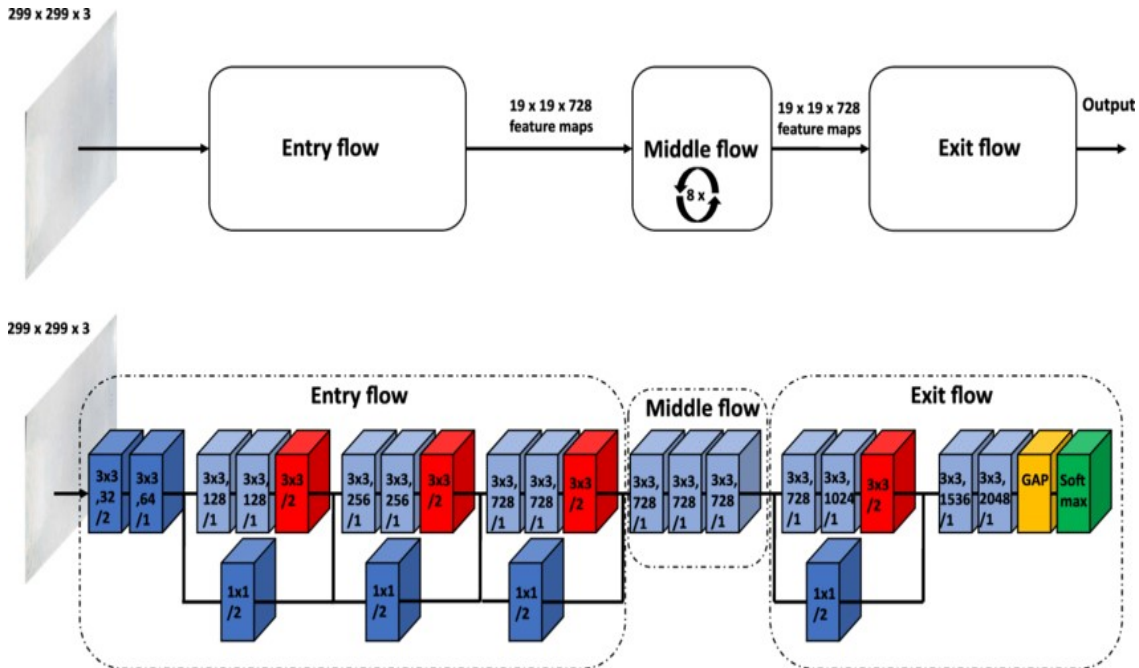 299 x 299 x 3
Entry flow
19 x 19 x 728
feature maps
Middle flow
8 x
19 x 19 x 728
feature maps
Exit flow
Output
299 x 299 x 3
Entry flow
3x3
,32
/2
3x3
,64
/1
3x3,
128
/1
3x3,
128
/1
3x3
/2
3x3,
256
/1
3x3,
256
/1
3x3
/2
3x3,
728
/1
3x3,
728
/1
3x3
/2
1x1
/2
1x1
/2
1x1
/2
Middle flow
3x3,
728
/1
3x3,
728
/1
3x3,
728
/1
Exit flow
3x3,
728
/1
3x3,
1024
/1
3x3
/2
3x3,
1536
/1
3x3,
2048
/1
GAP
Soft
max
1x1
/2